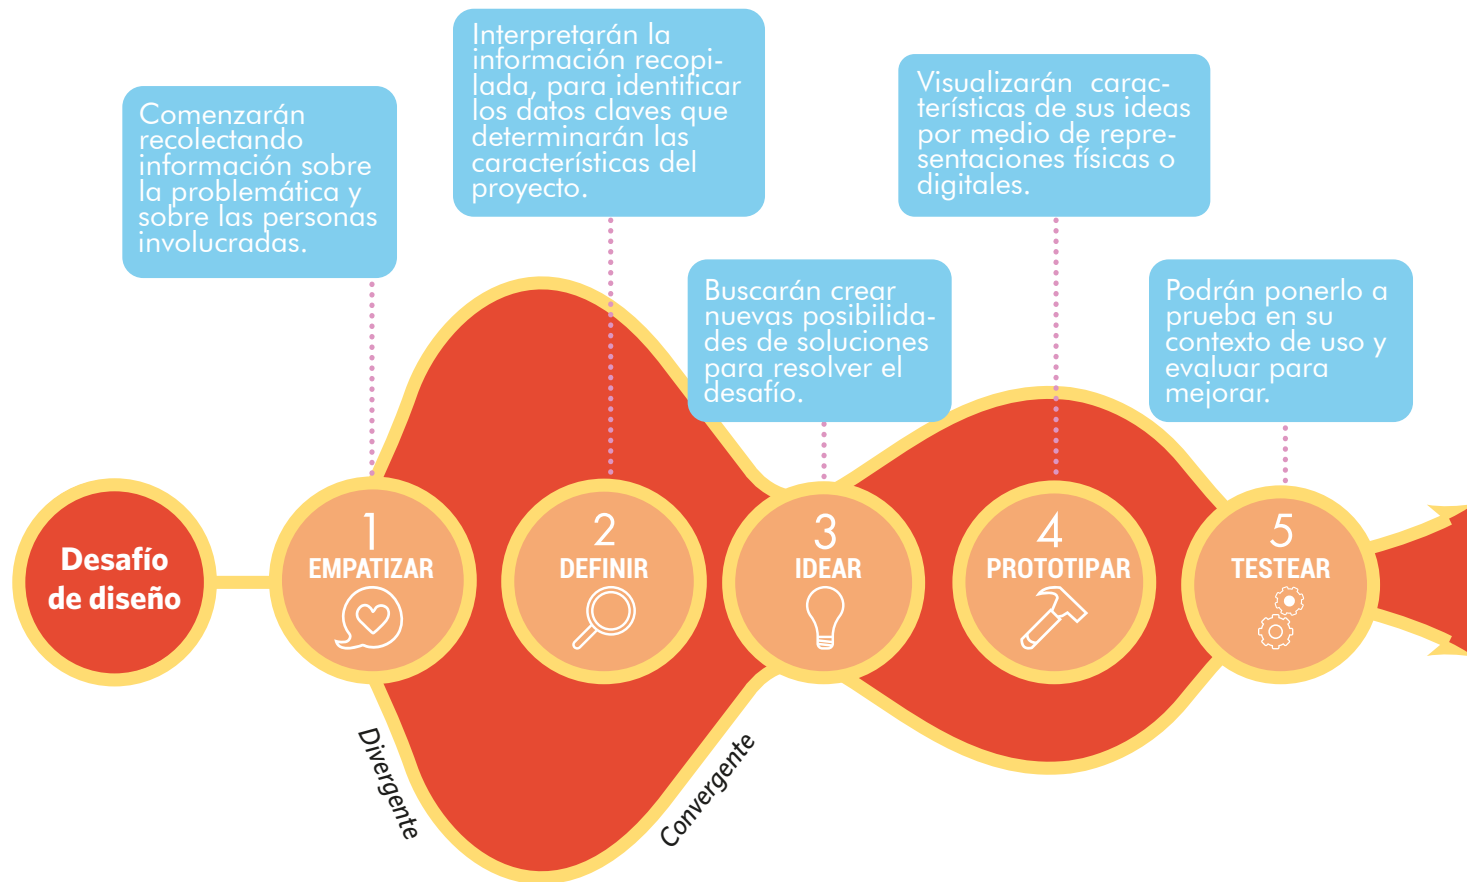 Comenzarán
recolectando
información sobre
la problemática y
sobre las personas
involucradas.
Interpretarán la
información recopi-
lada, para identificar
los datos claves que
determinarán las
características del
proyecto.
Buscarán crear
nuevas posibilida-
des de soluciones
para resolver el
desafío.
Visualizarán carac-
terísticas de sus ideas
por medio de repre-
sentaciones físicas o
digitales.
Podrán ponerlo a
prueba en su
contexto de uso y
evaluar para
mejorar.
Desafío
de diseño
1
EMPATIZAR
2
DEFINIR
3
IDEAR
4
PROTOTIPAR
5
TESTEAR
Divergente
Convergente